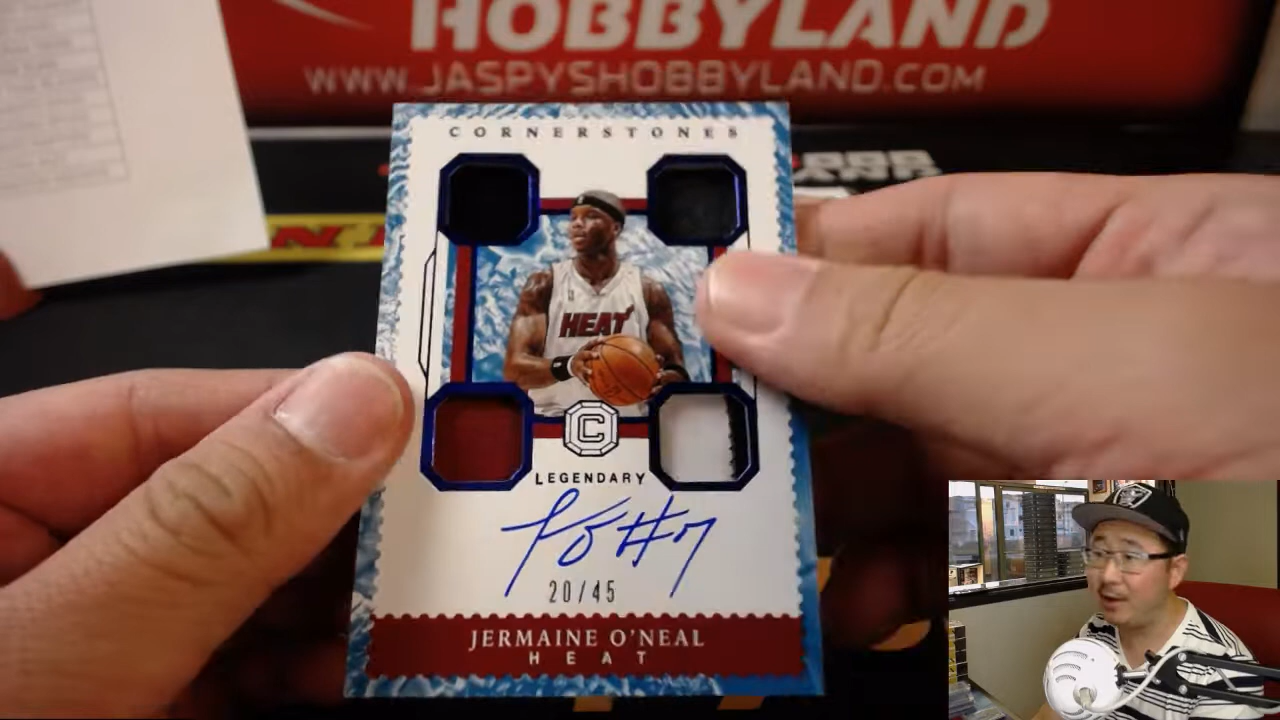 HOBBYLAND
WWW.JASPYSHOBBYLAND.COM
CORNERSTONES
HEAT
C
LEGENDARY
20/45
JERMAINE O'NEAL
HEAT